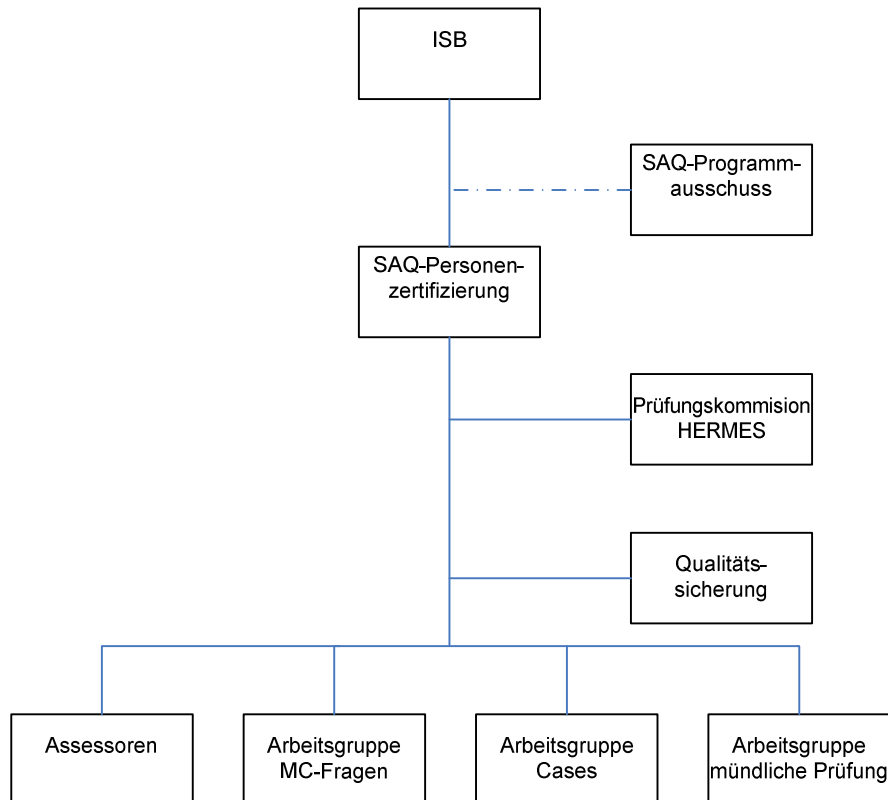 ISB
SAQ-Programm-
ausschuss
SAQ-Personen-
zertifizierung
Prüfungskommision
HERMES
Qualitäts-
sicherung
Assessoren
Arbeitsgruppe
MC-Fragen
Arbeitsgruppe
Cases
Arbeitsgruppe
mündliche Prüfung